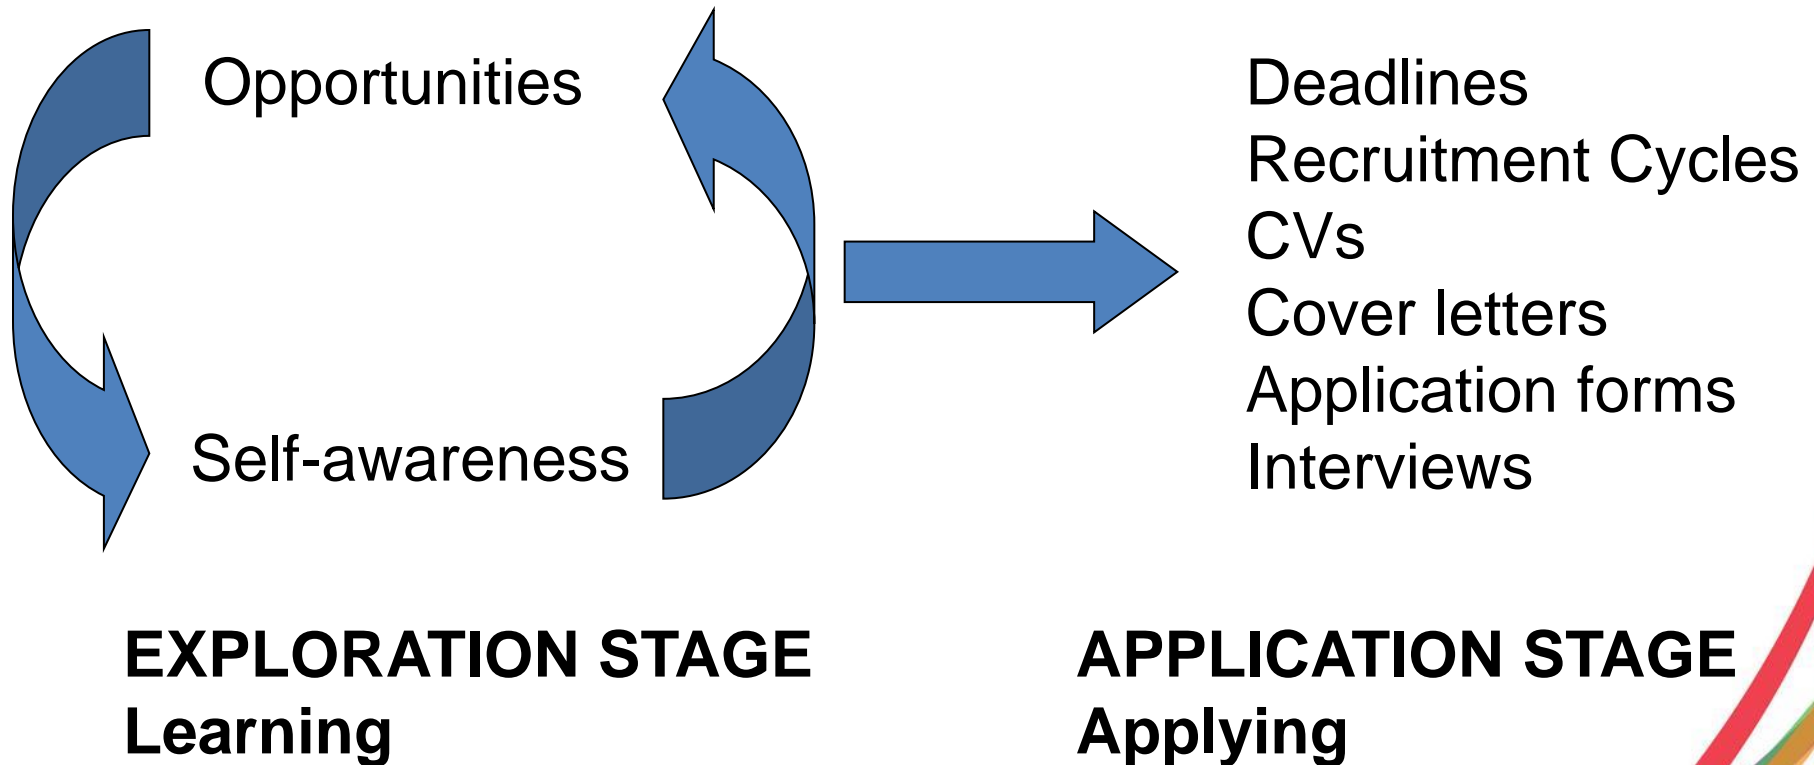 Opportunities
Self-awareness
EXPLORATION STAGE
Learning
Deadlines
Recruitment Cycles
CVs
Cover letters
Application forms
Interviews
APPLICATION STAGE
Applying